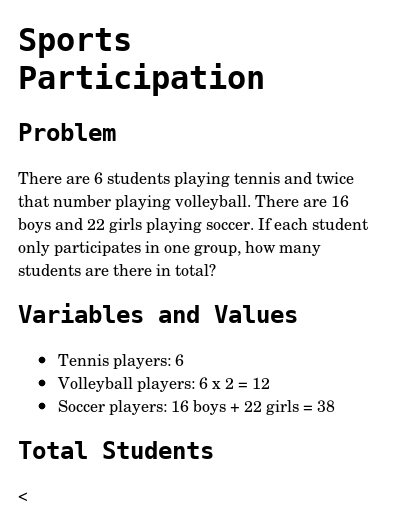 Sports
Participation
Problem
There are 6 students playing tennis and twice
that number playing volleyball. There are 16
boys and 22 girls playing soccer. If each student
only participates in one group, how many
students are there in total?
Variables and Values
• Tennis players: 6
• Volleyball players: 6 x 2 = 12
• Soccer players: 16 boys + 22 girls = 38
Total Students
<